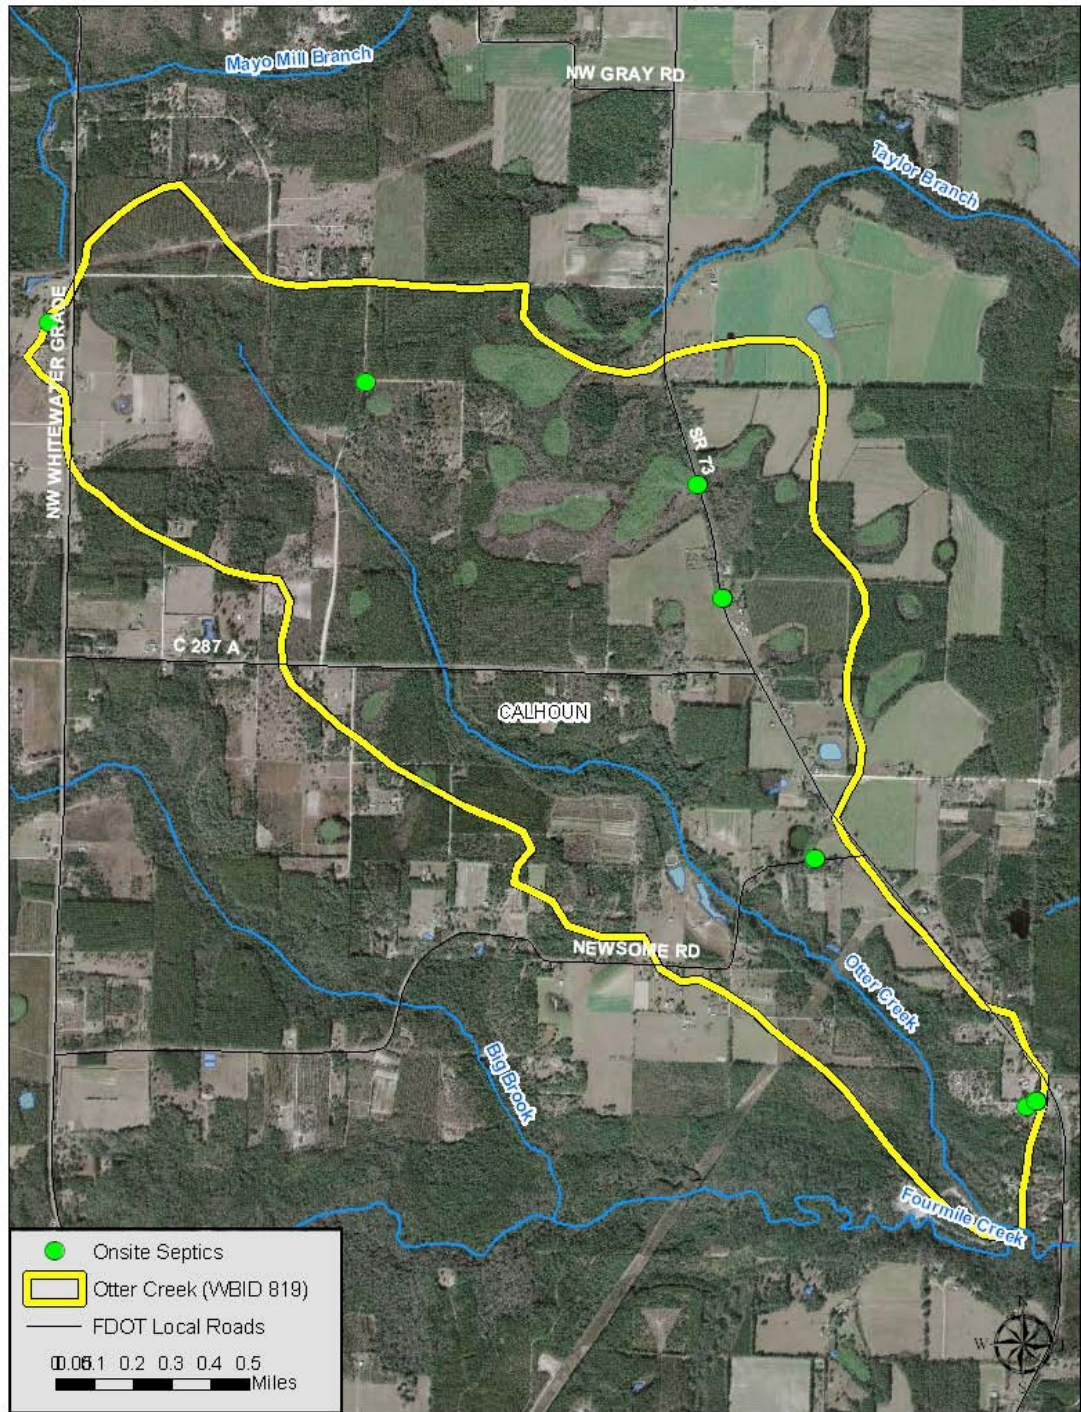 Mayo Mill Branch
NW GRAY RD
Taylor Branch
NW WHITEWATER GRADE
SR 73
C 287 A
CALHOUN
NEWSOME RD
Otter Creek
Big Brook
Fourmile Creek
Onsite Septics
Otter Creek (WBID 819)
FDOT Local Roads
0.1 0.2 0.3 0.4 0.5
Miles
W
S